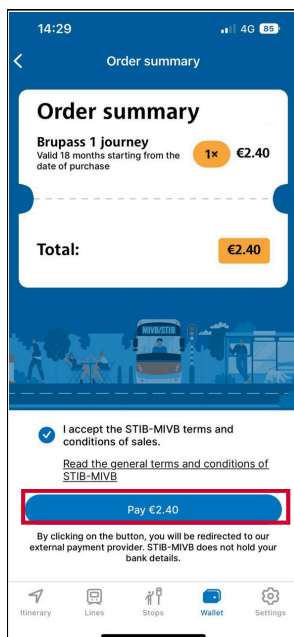 14:29
4G 85
Order summary
Order summary
Brupass 1 journey
Valid 18 months starting from the
date of purchase
1×
€2.40
Total:
€2.40
MIVB/STIB
I accept the STIB-MIVB terms and
conditions of sales.
Read the general terms and conditions of
STIB-MIVB
Pay €2.40
By clicking on the button, you will be redirected to our
external payment provider. STIB-MIVB does not hold your
bank details.
Itinerary
Lines
Stops
Wallet
Settings